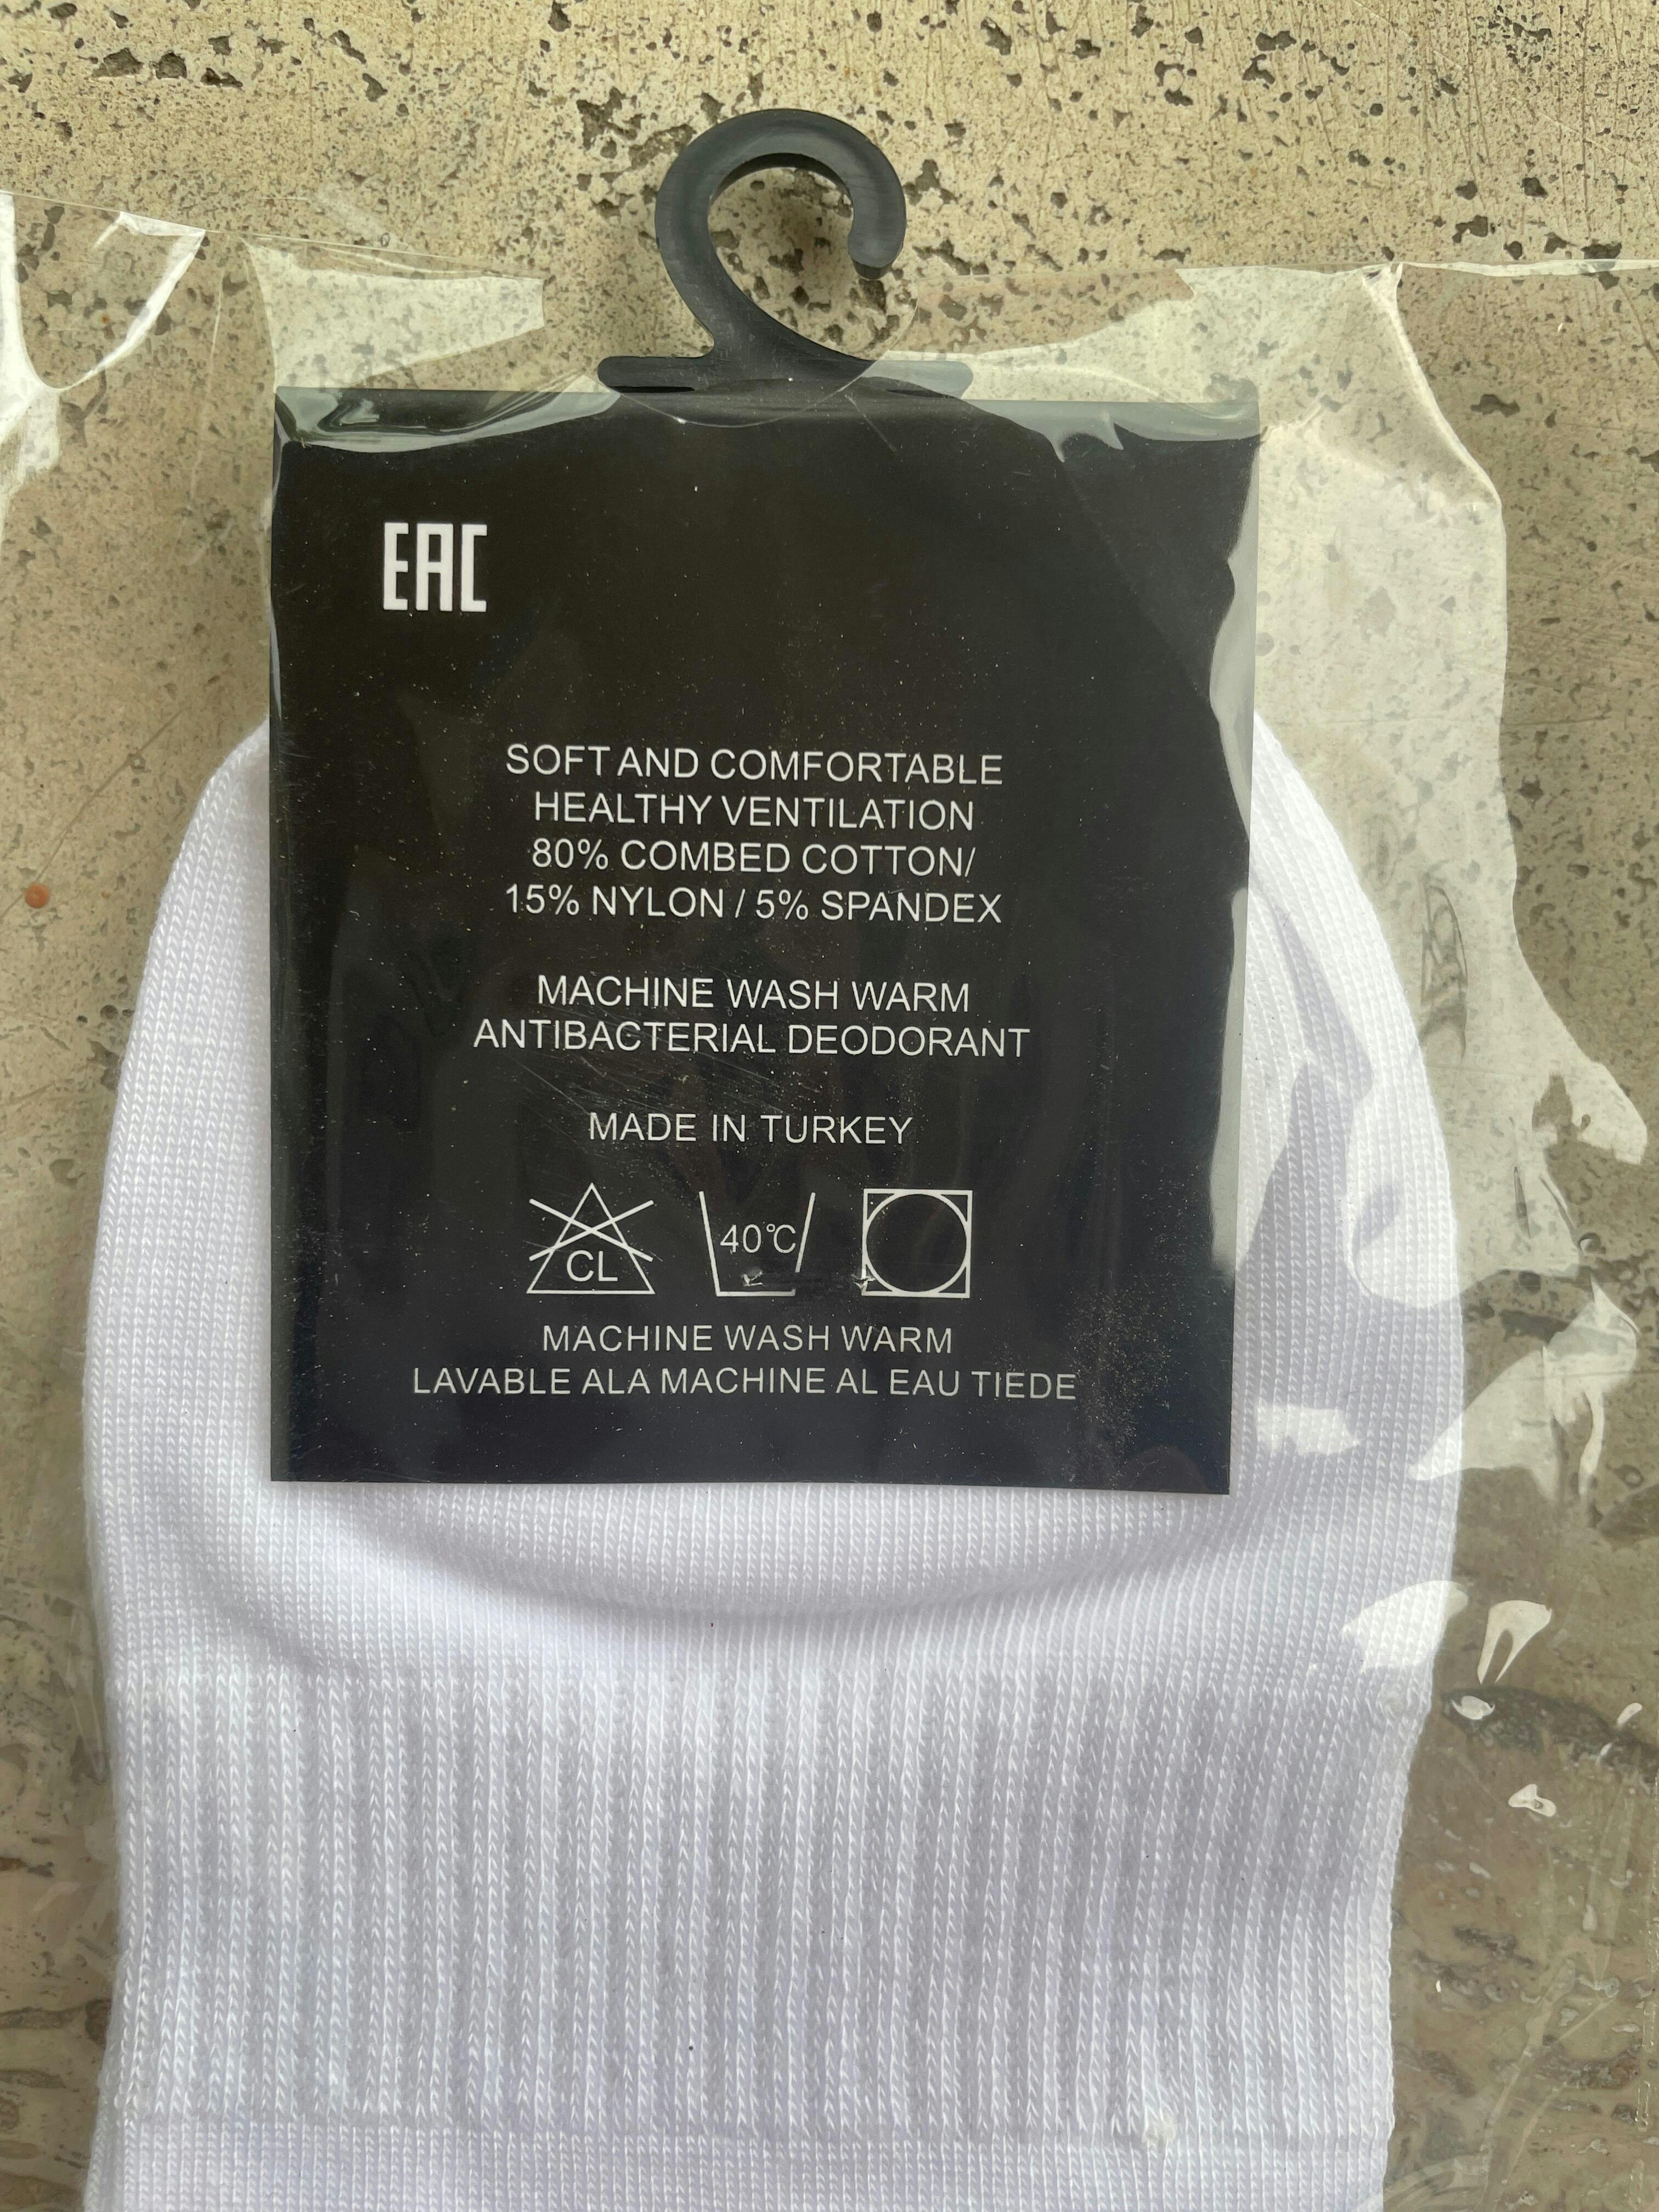 EAC
SOFT AND COMFORTABLE
HEALTHY VENTILATION
80% COMBED COTTON/
15% NYLON / 5% SPANDEX
MACHINE WASH WARM
ANTIBACTERIAL DEODORANT
MADE IN TURKEY
CL 40°C
MACHINE WASH WARM
LAVABLE ALA MACHINE AL EAU TIEDE